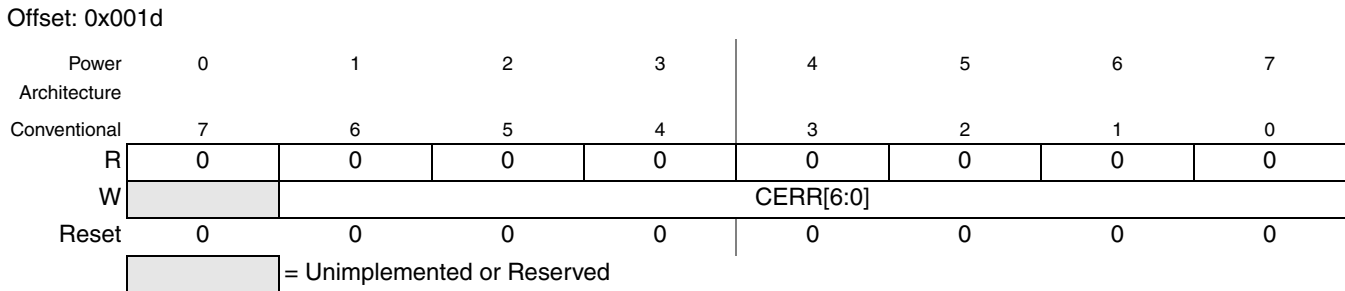 Offset: 0x001d
Power Architecture 0 1 2 3 4 5 6 7
Conventional 7 6 5 4 3 2 1 0
R 0 0 0 0 0 0 0 0
W CERR[6:0]
Reset 0 0 0 0 0 0 0 0
= Unimplemented or Reserved